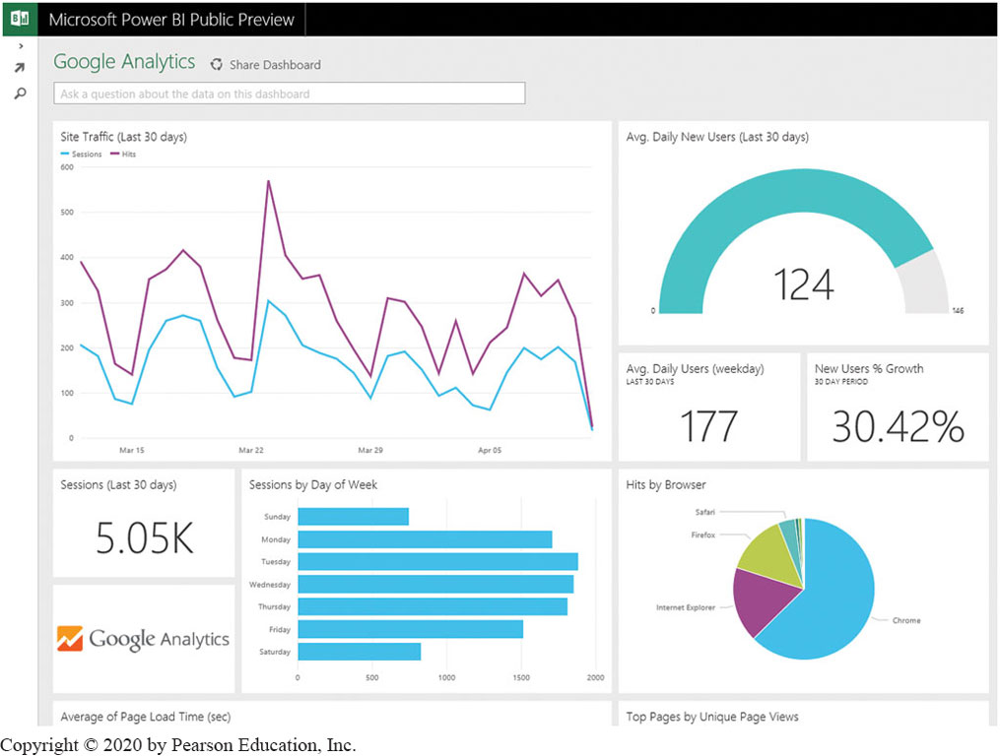 Microsoft Power BI Public Preview
Google Analytics
Share Dashboard
Ask a question about the data on this dashboard
Site Traffic (Last 30 days)
Sessions Hits
600
500
400
300
200
100
0
Mar 15 Mar 22 Mar 29 Apr 05
Avg. Daily New Users (Last 30 days)
124
0 146
Avg. Daily Users (weekday)
LAST 30 DAYS
177
New Users % Growth
30 DAY PERIOD
30.42%
Sessions (Last 30 days)
5.05K
Google Analytics
Sessions by Day of Week
Sunday
Monday
Tuesday
Wednesday
Thursday
Friday
Saturday
0 500 1000 1500 2000
Hits by Browser
Safari
Firefox
Internet Explorer
Chrome
Average of Page Load Time (sec)
Top Pages by Unique Page Views
Copyright © 2020 by Pearson Education, Inc.